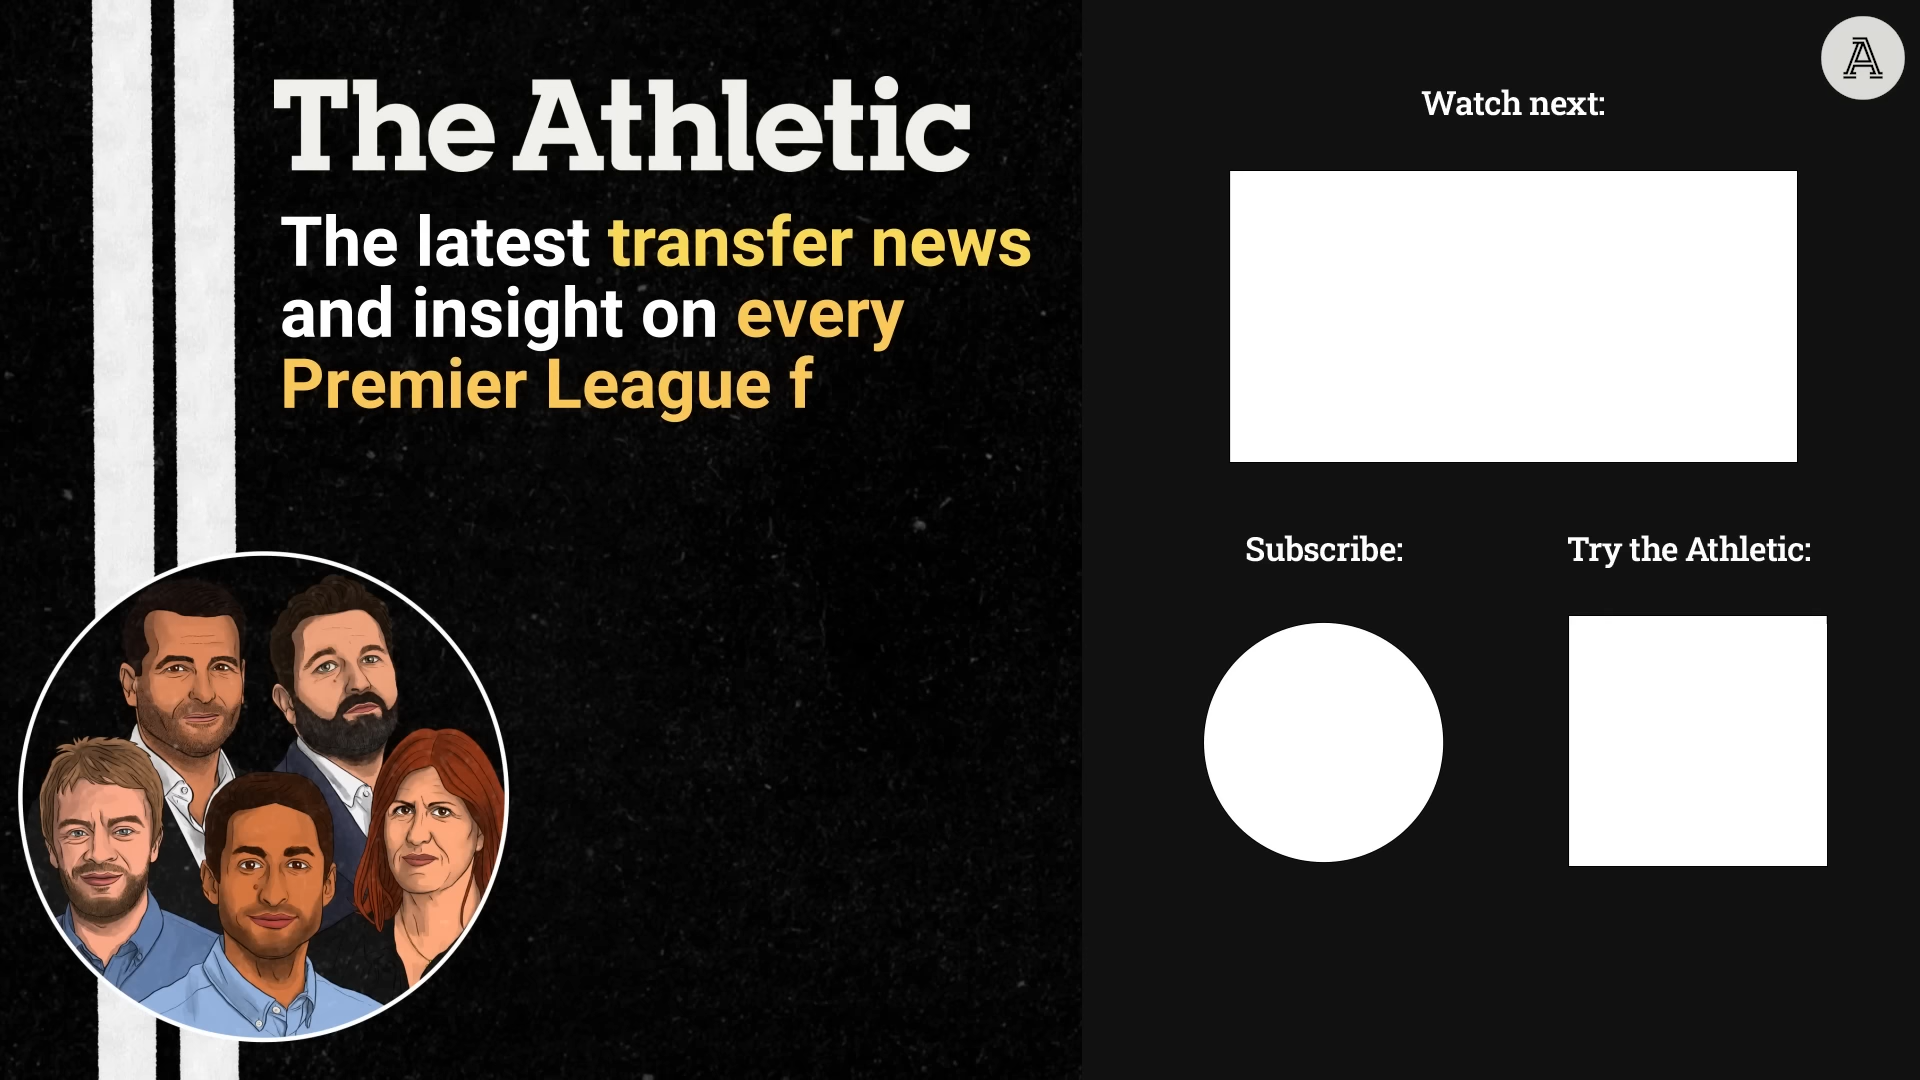 The Athletic
The latest transfer news
and insight on every
Premier League f
A
Watch next:
Subscribe:
Try the Athletic: